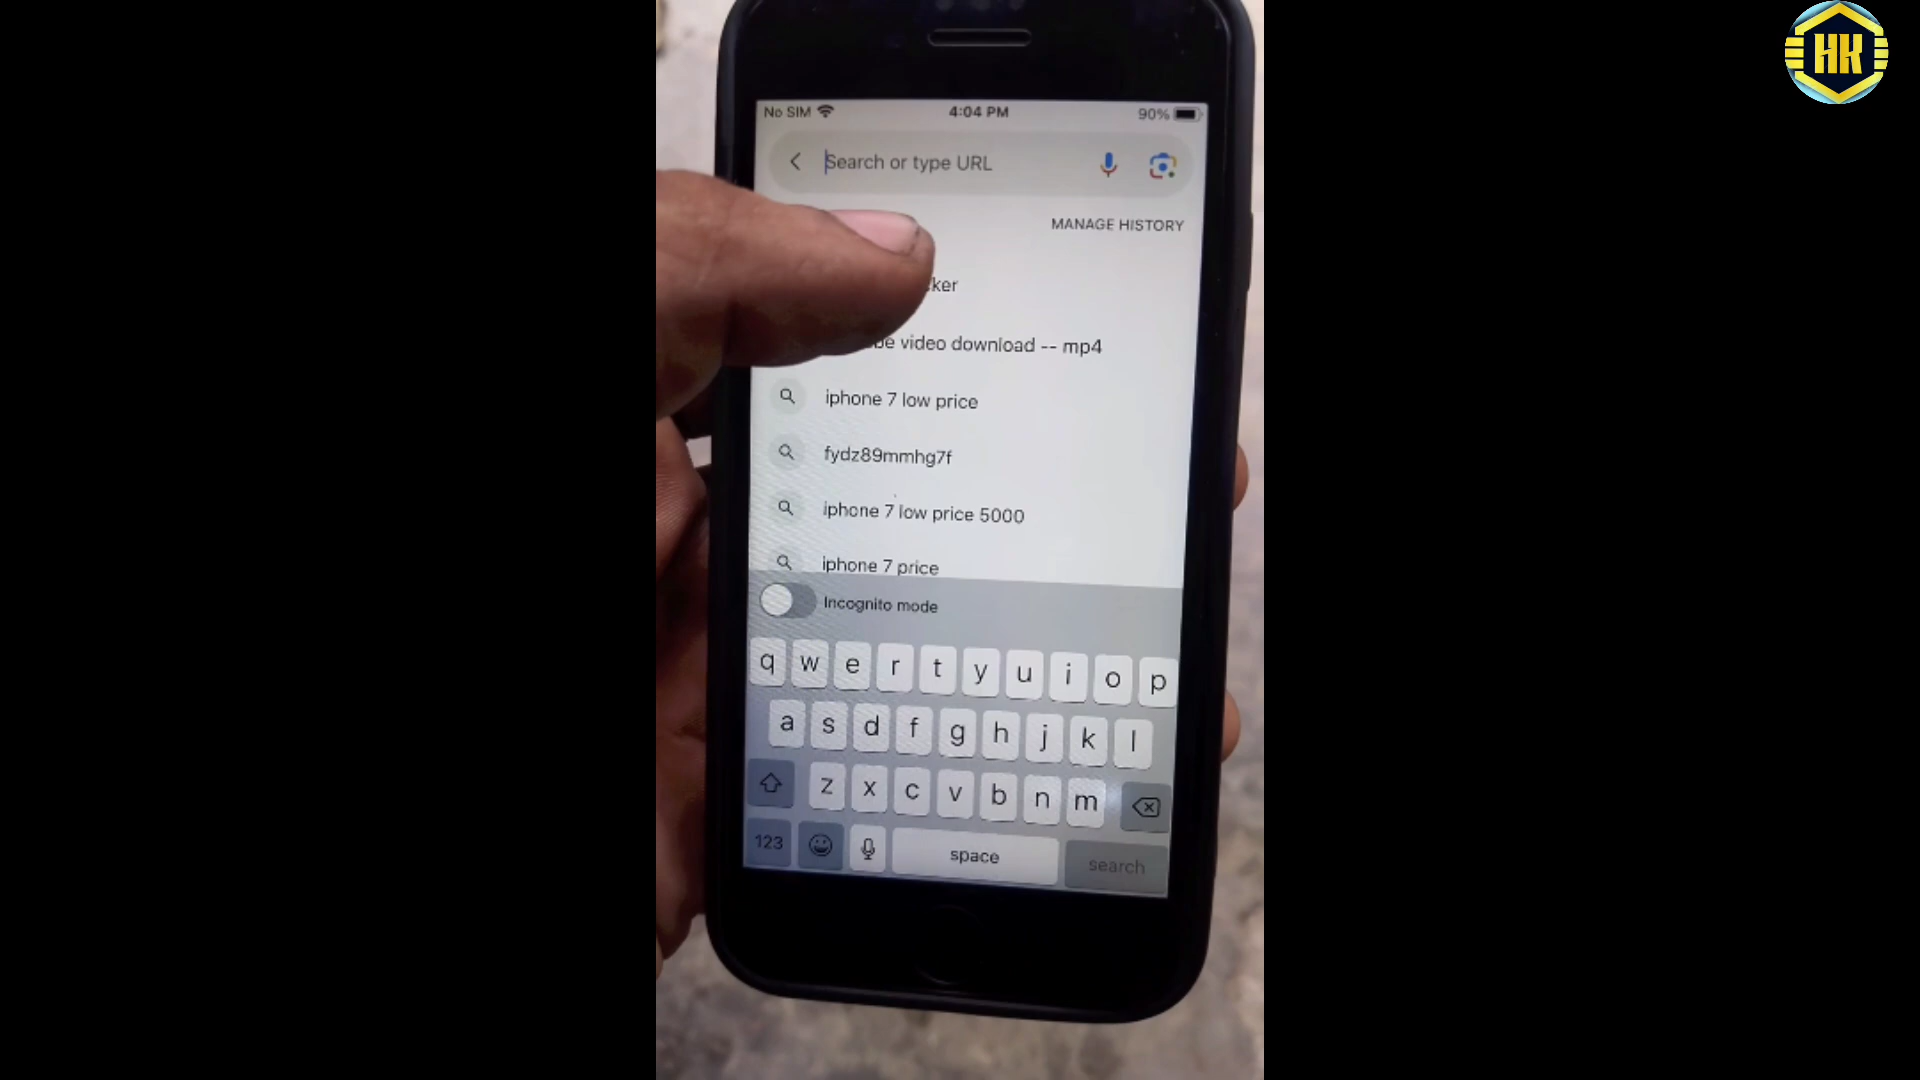 HK
No SIM 4:04 PM 90%
Search or type URL
MANAGE HISTORY
video download -- mp4
iphone 7 low price
fydz89mmhg7f
iphone 7 low price 5000
iphone 7 price
Incognito mode
q w e r t y u i o p
a s d f g h j k l
z x c v b n m
123 space search